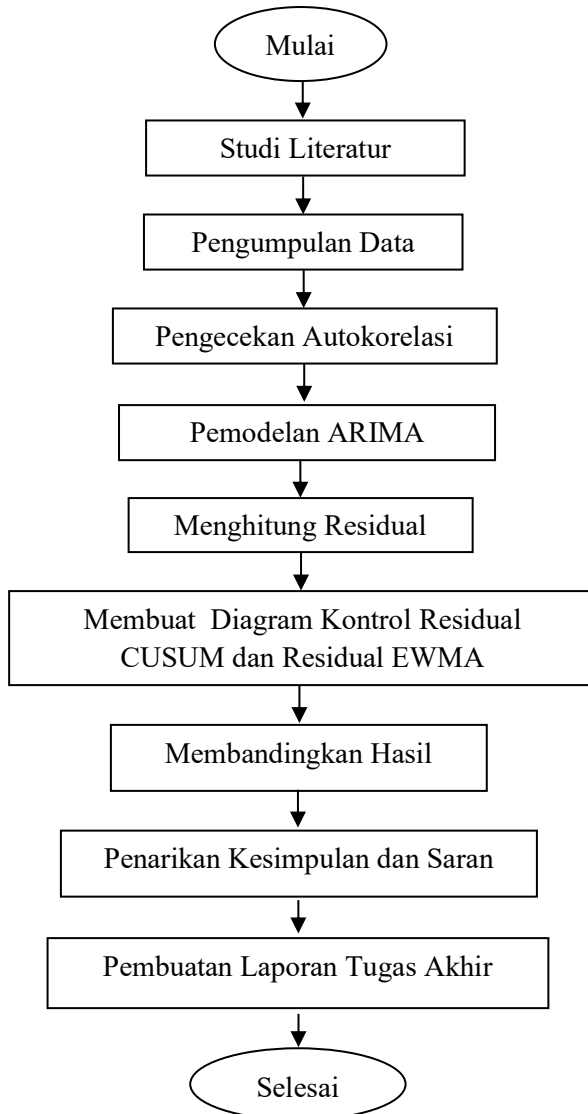 Mulai
Studi Literatur
Pengumpulan Data
Pengecekan Autokorelasi
Pemodelan ARIMA
Menghitung Residual
Membuat Diagram Kontrol Residual
CUSUM dan Residual EWMA
Membandingkan Hasil
Penarikan Kesimpulan dan Saran
Pembuatan Laporan Tugas Akhir
Selesai